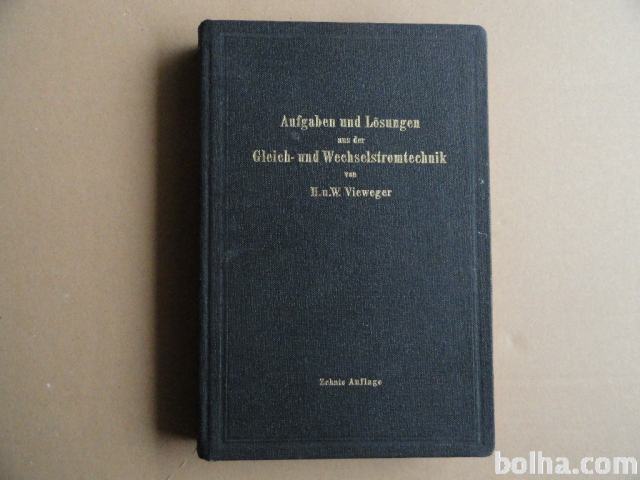 Aufgaben und Lösungen
aus der
Gleich- und Wechselstromtechnik
von
H.u.W. Vieweger
Zehnte Auflage
bolha.com